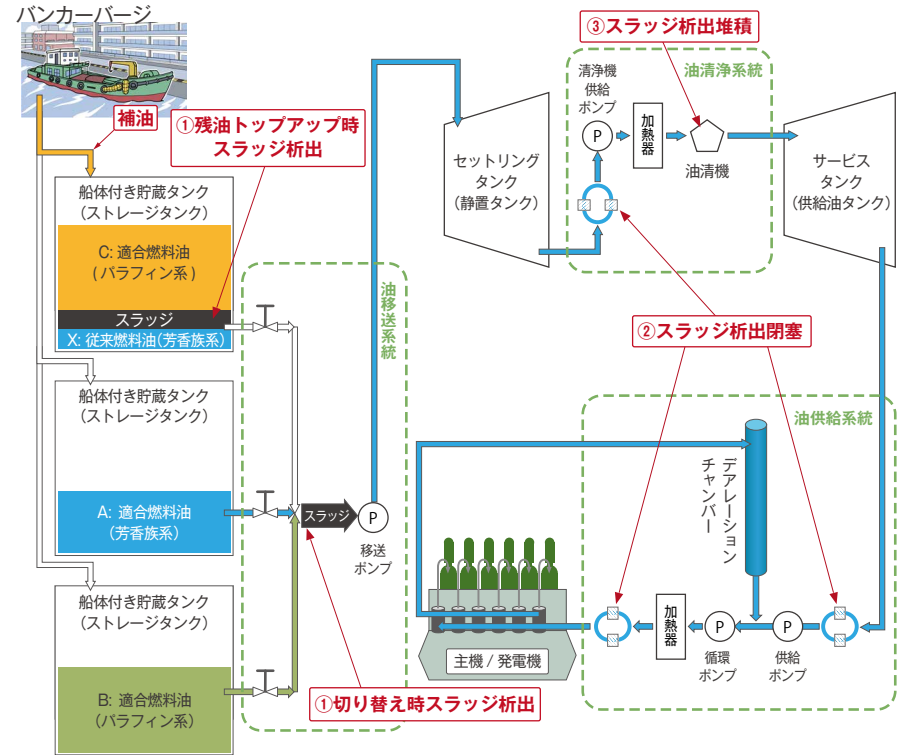 バンカーバージ
補油
①残油トップアップ時
スラッジ析出
船体付き貯蔵タンク
(ストレージタンク)
C: 適合燃料油
( パラフィン系 )
スラッジ
X: 従来燃料油(芳香族系)
船体付き貯蔵タンク
(ストレージタンク)
A: 適合燃料油
(芳香族系)
船体付き貯蔵タンク
(ストレージタンク)
B: 適合燃料油
(パラフィン系)
油移送系統
スラッジ
P
移送
ポンプ
①切り替え時スラッジ析出
セットリング
タンク
(静置タンク)
③スラッジ析出堆積
油清浄系統
清浄機
供給
ポンプ
P
加熱器
油清機
サービス
タンク
(供給油タンク)
②スラッジ析出閉塞
油供給系統
デアレーション
チャンバー
主機 / 発電機
加熱器
P
循環
ポンプ
P
供給
ポンプ